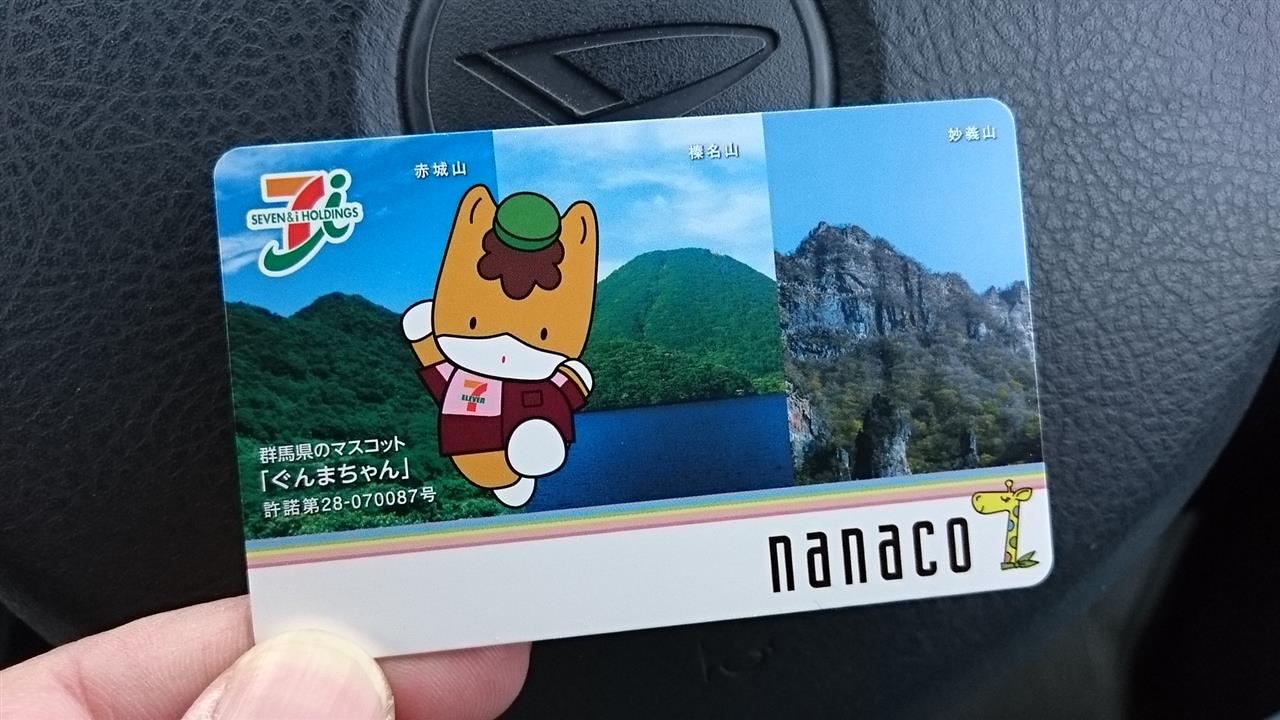 赤城山
榛名山
妙義山
7i
SEVEN&i HOLDINGS
7
ELEVEN
群馬県のマスコット
「ぐんまちゃん」
許諾第28-070087号
nanaco